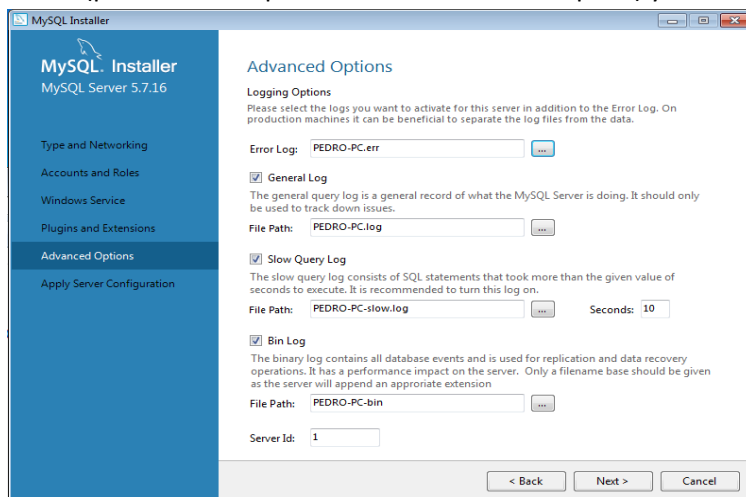 MySQL Installer
MySQL. Installer
MySQL Server 5.7.16
Type and Networking
Accounts and Roles
Windows Service
Plugins and Extensions
Advanced Options
Apply Server Configuration
Advanced Options
Logging Options
Please select the logs you want to activate for this server in addition to the Error Log. On
production machines it can be beneficial to separate the log files from the data.
Error Log: PEDRO-PC.err ...
General Log
The general query log is a general record of what the MySQL Server is doing. It should only
be used to track down issues.
File Path: PEDRO-PC.log ...
Slow Query Log
The slow query log consists of SQL statements that took more than the given value of
seconds to execute. It is recommended to turn this log on.
File Path: PEDRO-PC-slow.log ... Seconds: 10
Bin Log
The binary log contains all database events and is used for replication and data recovery
operations. It has a performance impact on the server. Only a filename base should be given
as the server will append an approriate extension
File Path: PEDRO-PC-bin ...
Server Id: 1
< Back Next > Cancel